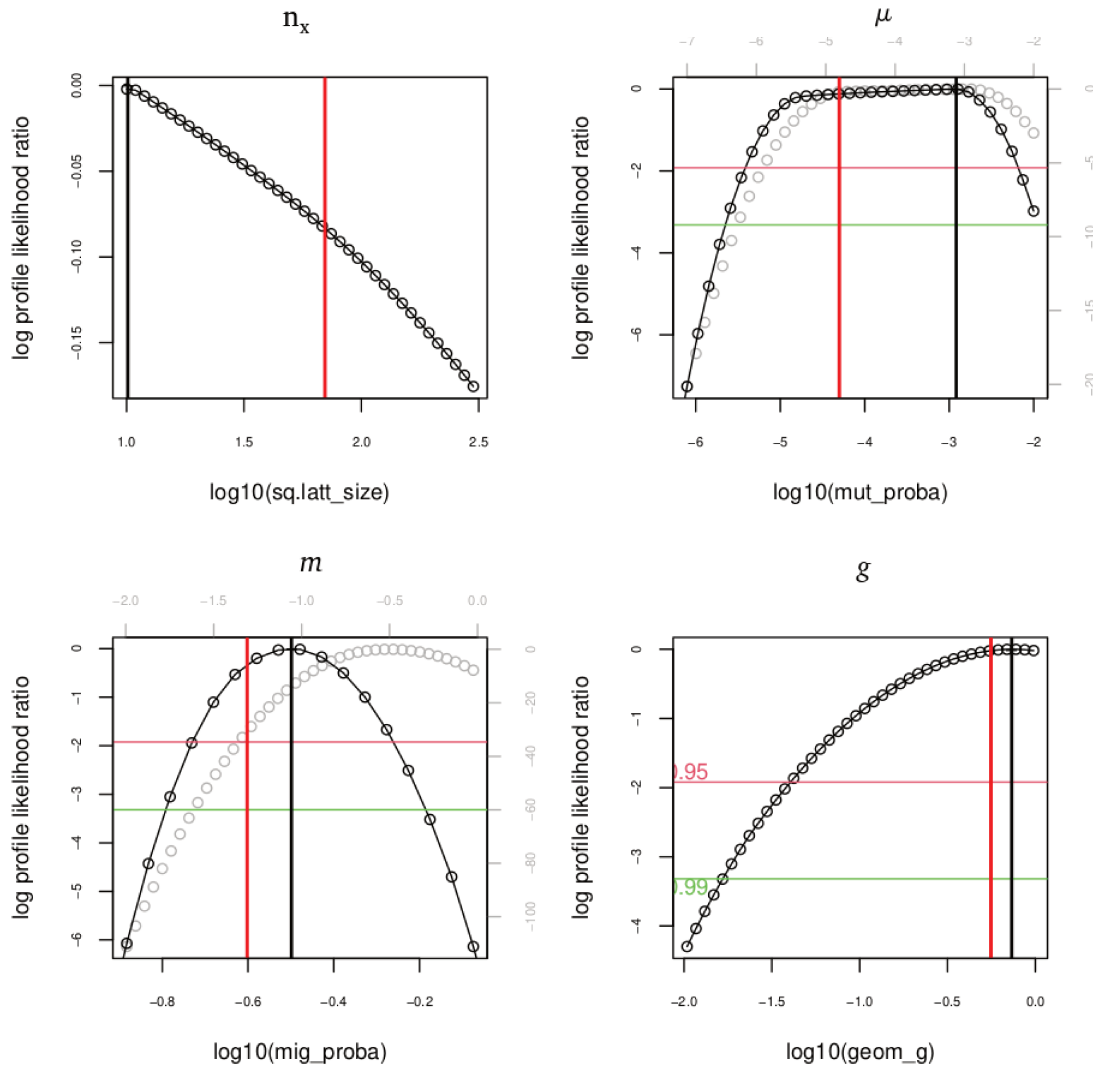 n_x
0.00
−0.05
−0.10
−0.15
log profile likelihood ratio
1.0 1.5 2.0 2.5
log10(sq.latt_size)
μ
−7 −6 −5 −4 −3 −2
0
−2
−4
−6
log profile likelihood ratio
0
−5
−10
−15
−20
−6 −5 −4 −3 −2
log10(mut_proba)
m
−2.0 −1.5 −1.0 −0.5 0.0
0
−1
−2
−3
−4
−5
−6
log profile likelihood ratio
0
−20
−40
−60
−80
−100
−0.8 −0.6 −0.4 −0.2
log10(mig_proba)
g
0
−1
−2
−3
−4
log profile likelihood ratio
0.95
0.99
−2.0 −1.5 −1.0 −0.5 0.0
log10(geom_g)